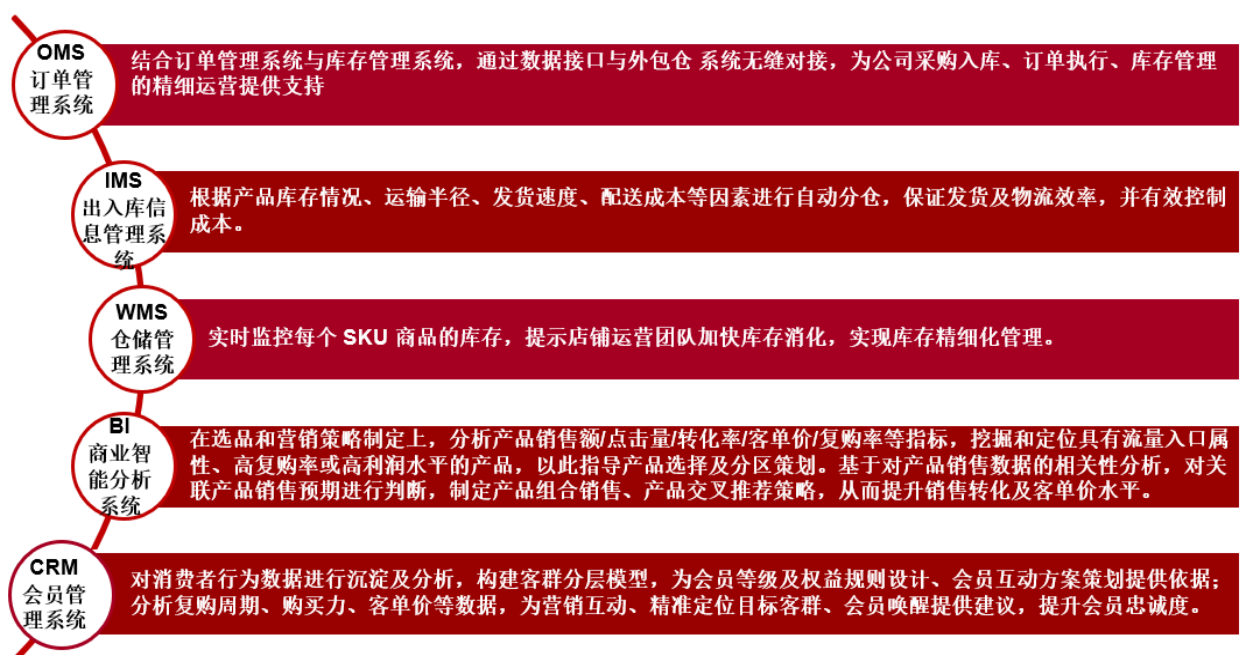 OMS
订单管
理系统
结合订单管理系统与库存管理系统，通过数据接口与外包仓 系统无缝对接，为公司采购入库、订单执行、库存管理
的精细运营提供支持
IMS
出入库信
息管理系
统
根据产品库存情况、运输半径、发货速度、配送成本等因素进行自动分仓，保证发货及物流效率，并有效控制
成本。
WMS
仓储管
理系统
实时监控每个 SKU 商品的库存，提示店铺运营团队加快库存消化，实现库存精细化管理。
BI
商业智
能分析
系统
在选品和营销策略制定上，分析产品销售额/点击量/转化率/客单价/复购率等指标，挖掘和定位具有流量入口属
性、高复购率或高利润水平的产品，以此指导产品选择及分区策划。基于对产品销售数据的相关性分析，对关
联产品销售预期进行判断，制定产品组合销售、产品交叉推荐策略，从而提升销售转化及客单价水平。
CRM
会员管
理系统
对消费者行为数据进行沉淀及分析，构建客群分层模型，为会员等级及权益规则设计、会员互动方案策划提供依据；
分析复购周期、购买力、客单价等数据，为营销互动、精准定位目标客群、会员唤醒提供建议，提升会员忠诚度。